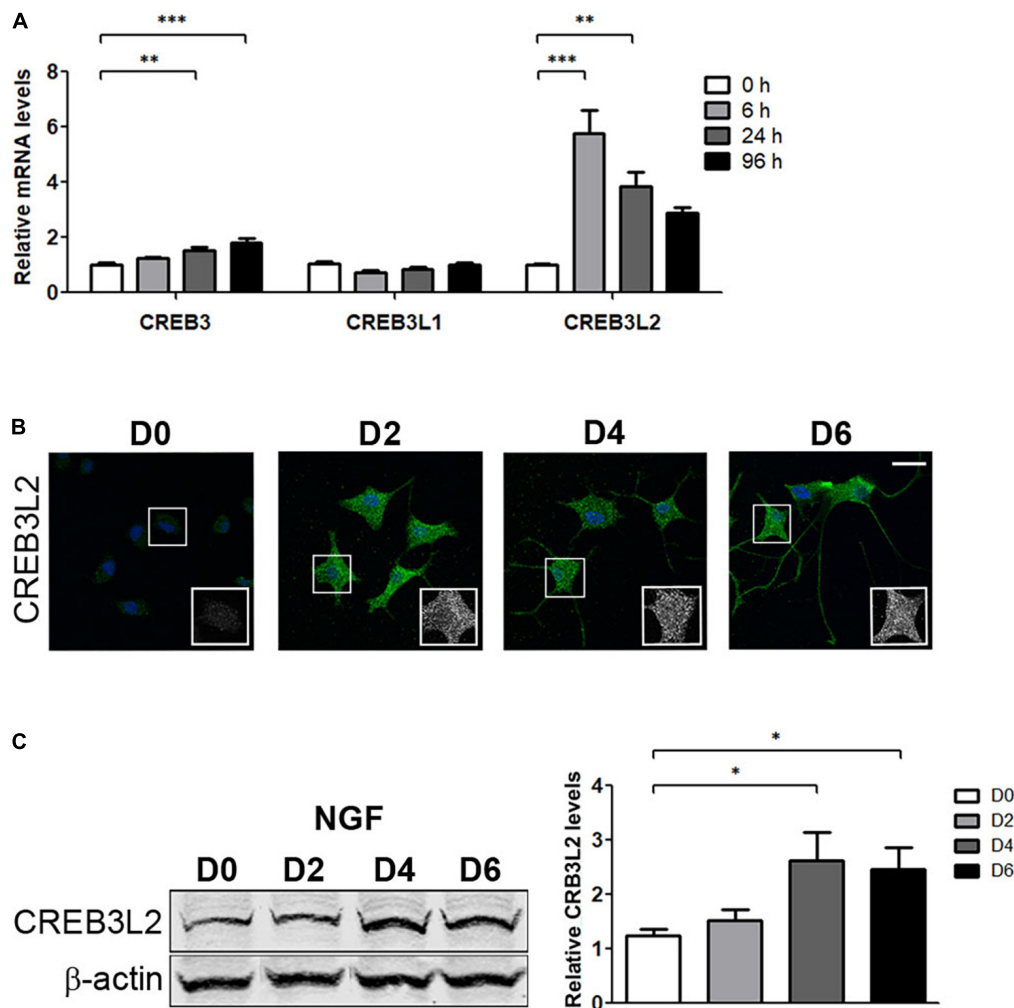 A
***
**
**
***
Relative mRNA levels
8
6
4
2
0
0 h
6 h
24 h
96 h
CREB3
CREB3L1
CREB3L2
B
D0
D2
D4
D6
CREB3L2
C
NGF
D0
D2
D4
D6
CREB3L2
β-actin
*
*
Relative CRB3L2 levels
4
3
2
1
0
D0
D2
D4
D6